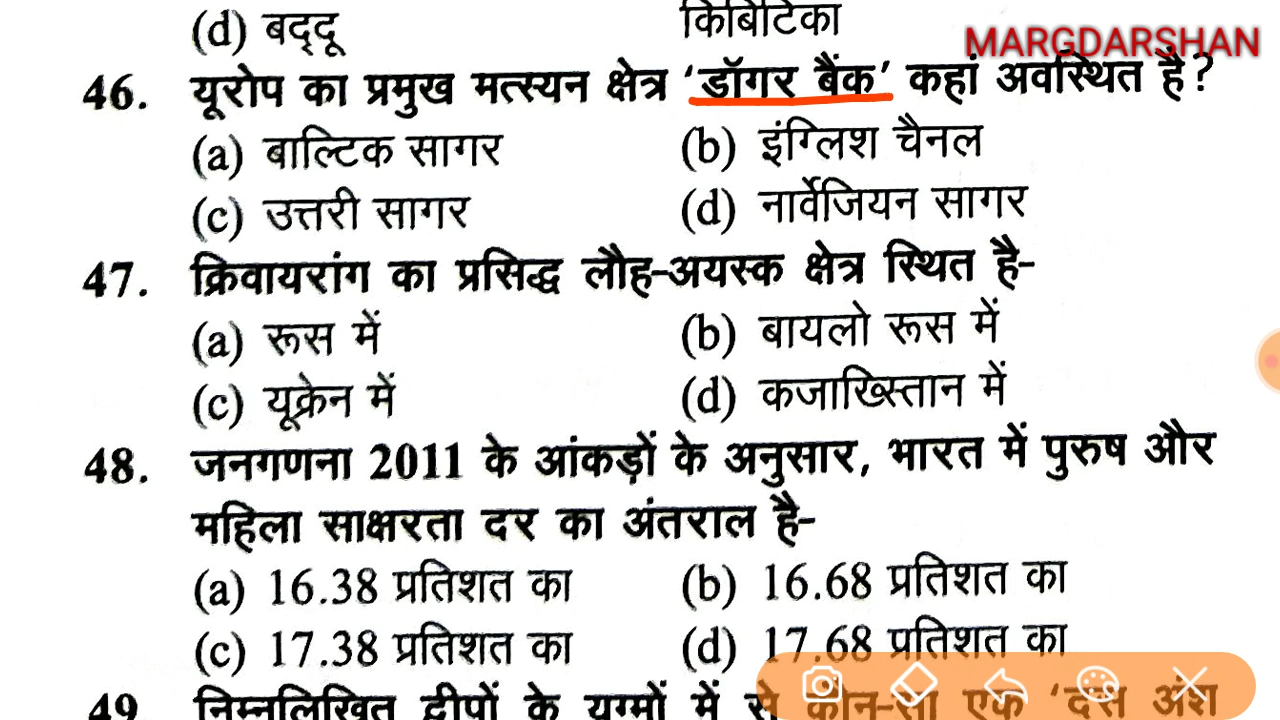 (d) बद्दू किबिटिका
MARGDARSHAN
46. यूरोप का प्रमुख मत्स्यन क्षेत्र 'डॉगर बैंक' कहां अवस्थित है?
(a) बाल्टिक सागर (b) इंग्लिश चैनल
(c) उत्तरी सागर (d) नार्वेजियन सागर
47. क्रिवायरांग का प्रसिद्ध लौह-अयस्क क्षेत्र स्थित है-
(a) रूस में (b) बायलो रूस में
(c) यूक्रेन में (d) कजाख्स्तिान में
48. जनगणना 2011 के आंकड़ों के अनुसार, भारत में पुरुष और
महिला साक्षरता दर का अंतराल है-
(a) 16.38 प्रतिशत का (b) 16.68 प्रतिशत का
(c) 17.38 प्रतिशत का (d) 17.68 प्रतिशत का
49. निम्नलिखित द्वीपों के युग्मों में से कौन-सा एक 'दस अंश